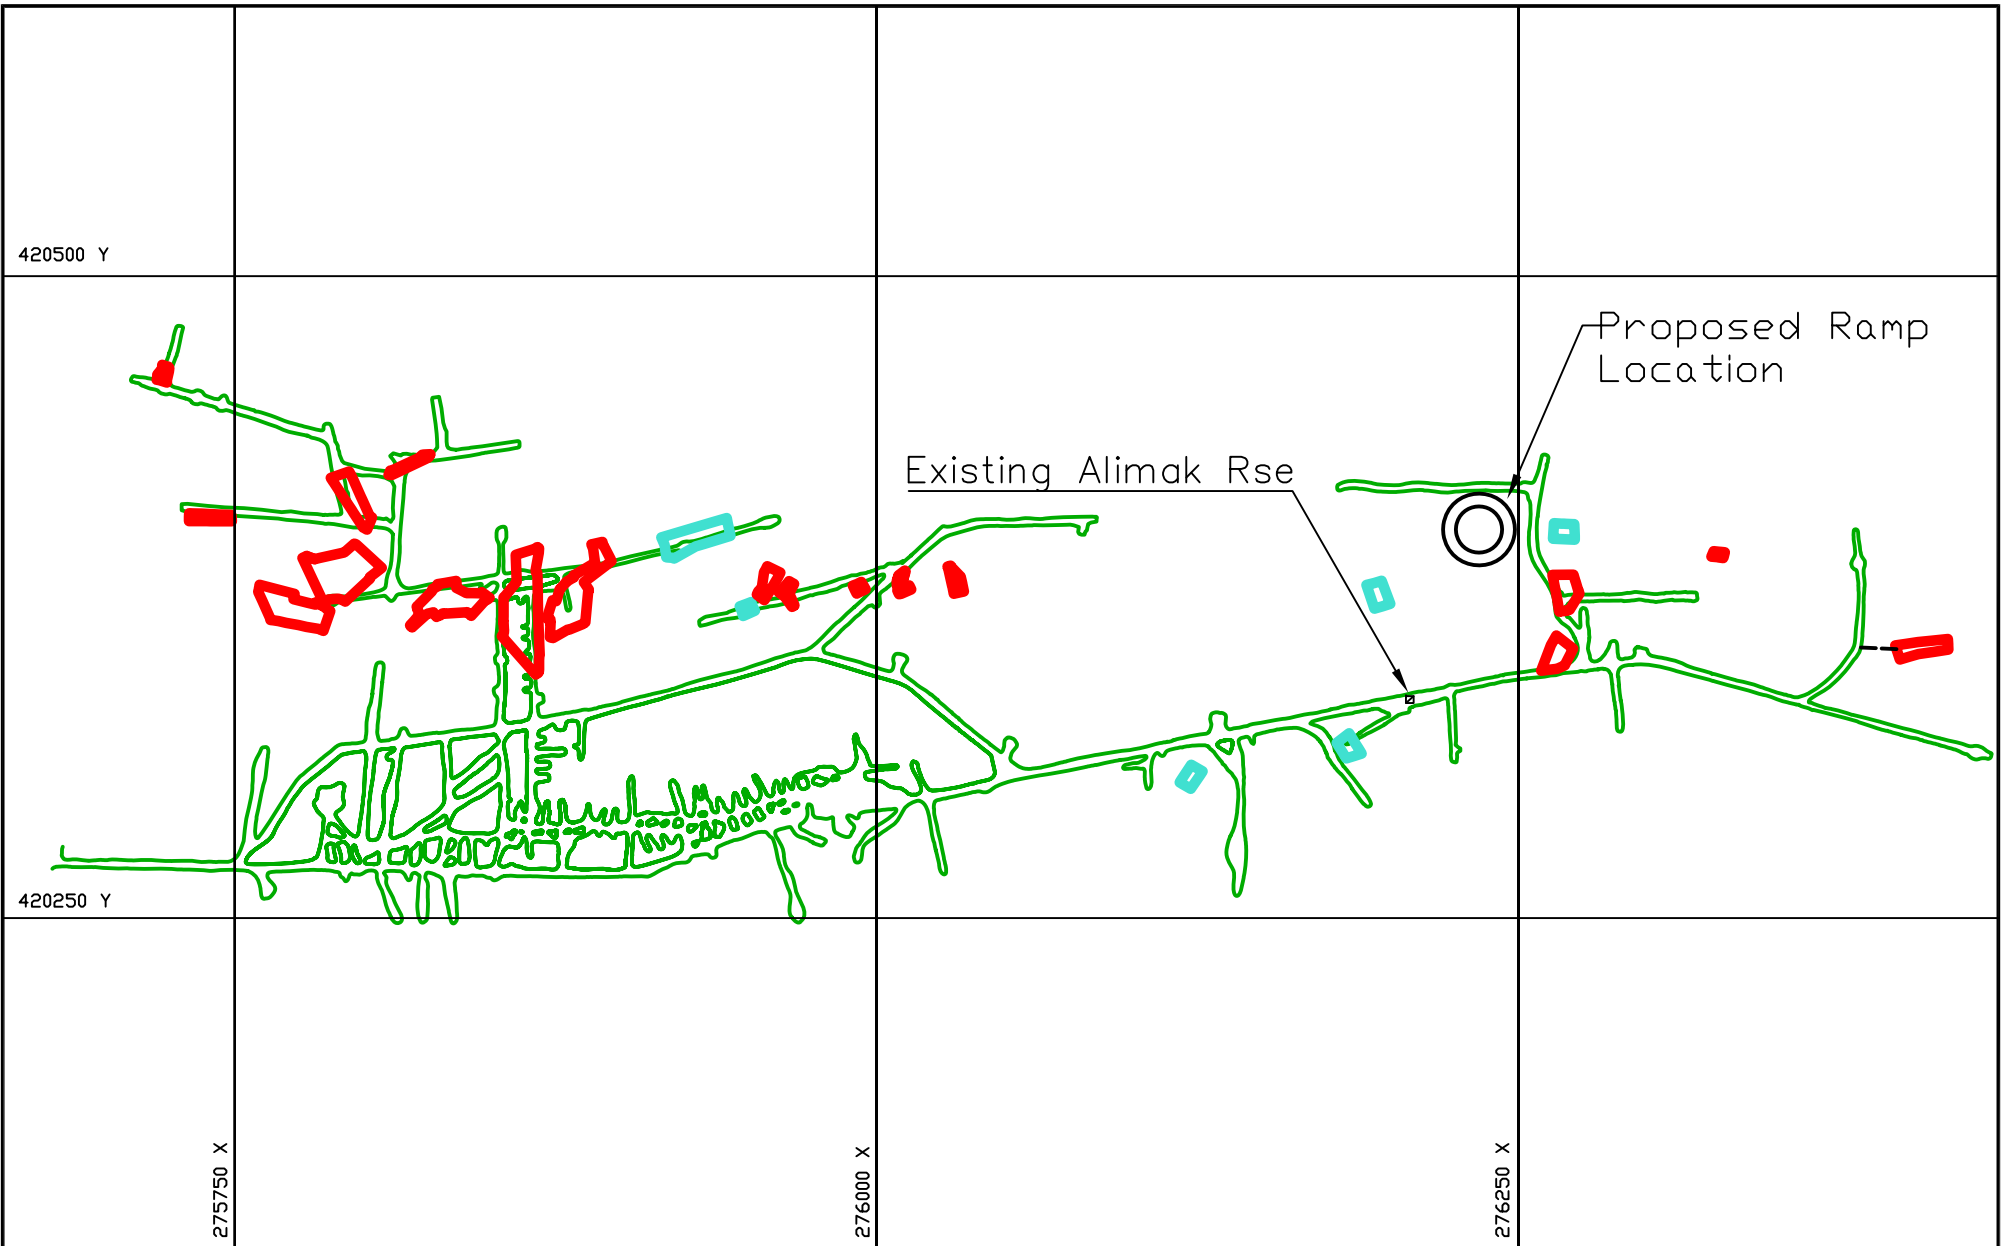 420500 Y
Proposed Ramp
Location
Existing Alimak Rse
420250 Y
275750 X
276000 X
276250 X